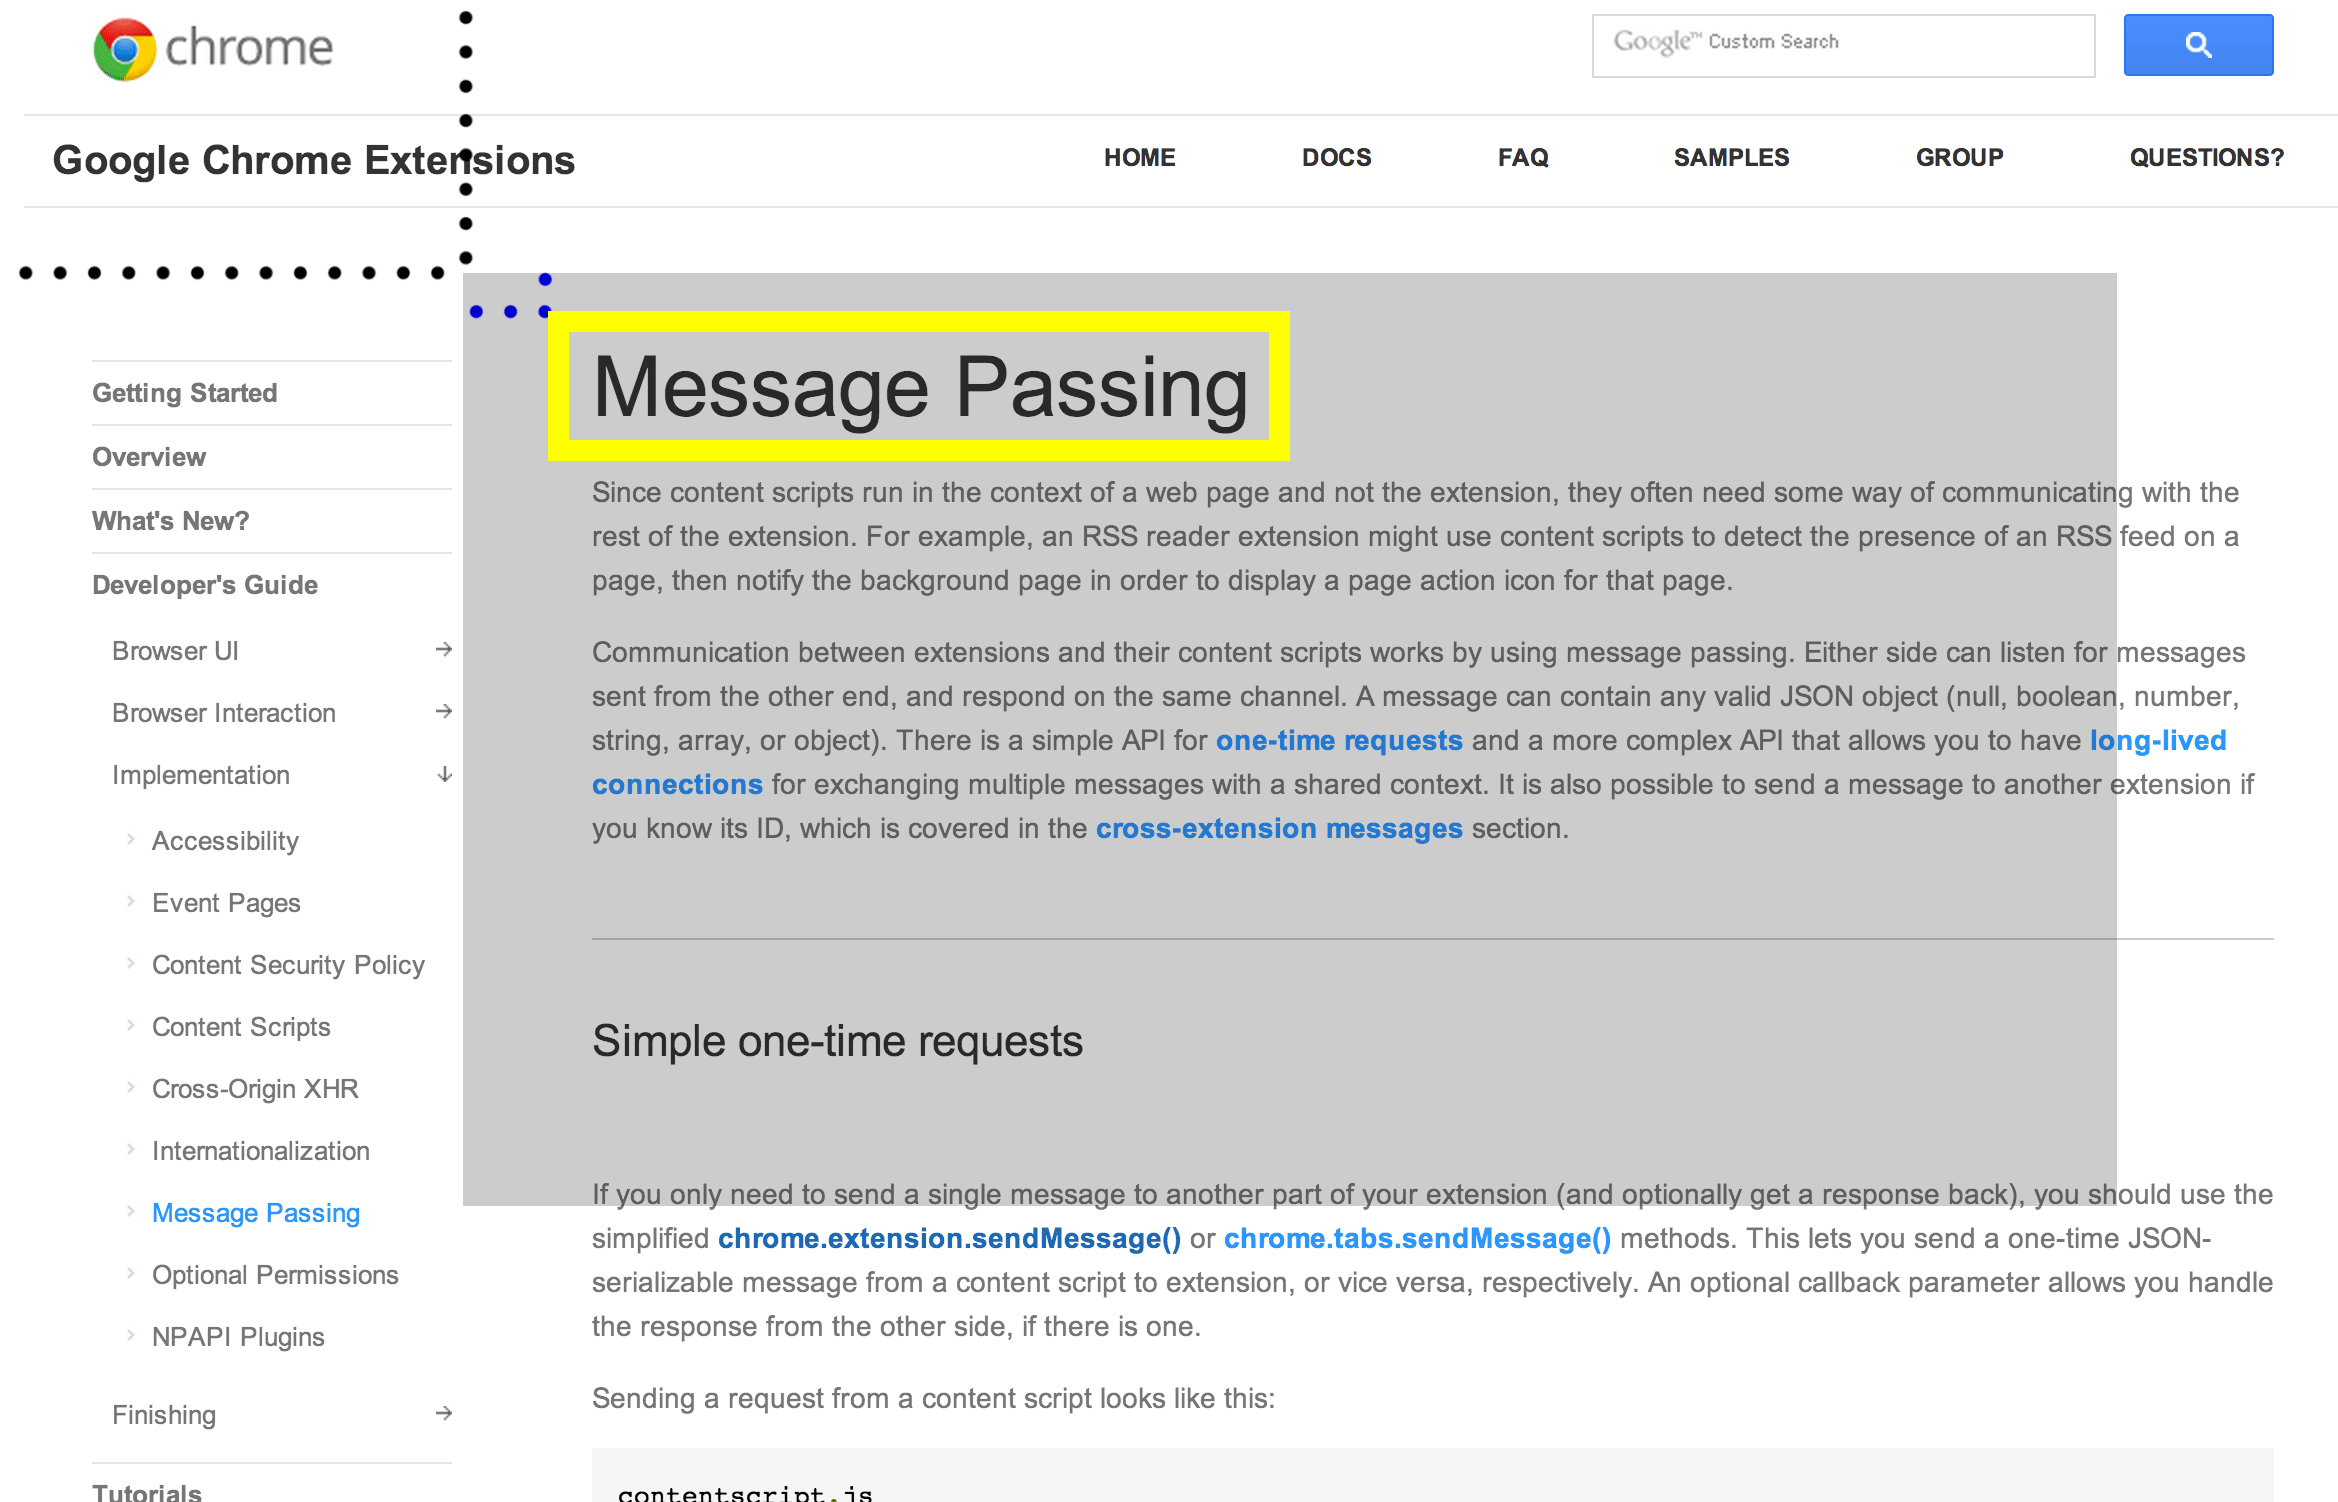 chrome
Google™ Custom Search
Google Chrome Extensions
HOME
DOCS
FAQ
SAMPLES
GROUP
QUESTIONS?
Getting Started
Overview
What's New?
Developer's Guide
Browser UI
Browser Interaction
Implementation
Accessibility
Event Pages
Content Security Policy
Content Scripts
Cross-Origin XHR
Internationalization
Message Passing
Optional Permissions
NPAPI Plugins
Finishing
Tutorials
Message Passing
Since content scripts run in the context of a web page and not the extension, they often need some way of communicating with the
rest of the extension. For example, an RSS reader extension might use content scripts to detect the presence of an RSS feed on a
page, then notify the background page in order to display a page action icon for that page.
Communication between extensions and their content scripts works by using message passing. Either side can listen for messages
sent from the other end, and respond on the same channel. A message can contain any valid JSON object (null, boolean, number,
string, array, or object). There is a simple API for one-time requests and a more complex API that allows you to have long-lived
connections for exchanging multiple messages with a shared context. It is also possible to send a message to another extension if
you know its ID, which is covered in the cross-extension messages section.
Simple one-time requests
If you only need to send a single message to another part of your extension (and optionally get a response back), you should use the
simplified chrome.extension.sendMessage() or chrome.tabs.sendMessage() methods. This lets you send a one-time JSON-
serializable message from a content script to extension, or vice versa, respectively. An optional callback parameter allows you handle
the response from the other side, if there is one.
Sending a request from a content script looks like this:
contentscript.js